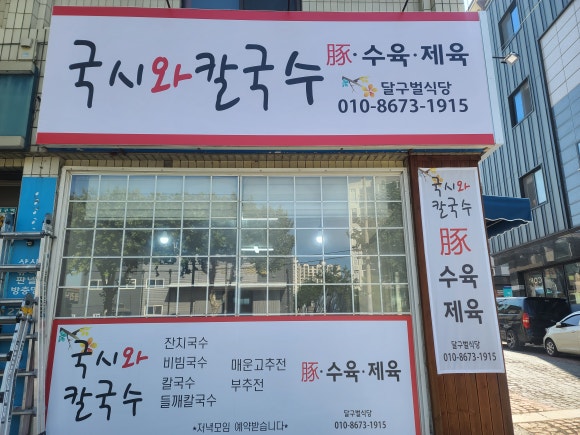 국시와칼국수
豚·수육·제육
달구벌식당
010-8673-1915
국시와
칼국수
豚
수육
제육
달구벌식당
010-8673-1915
국시와
칼국수
잔치국수
비빔국수
칼국수
들깨칼국수
매운고추전
부추전
豚·수육·제육
*저녁모임 예약받습니다*
달구벌식당
010-8673-1915